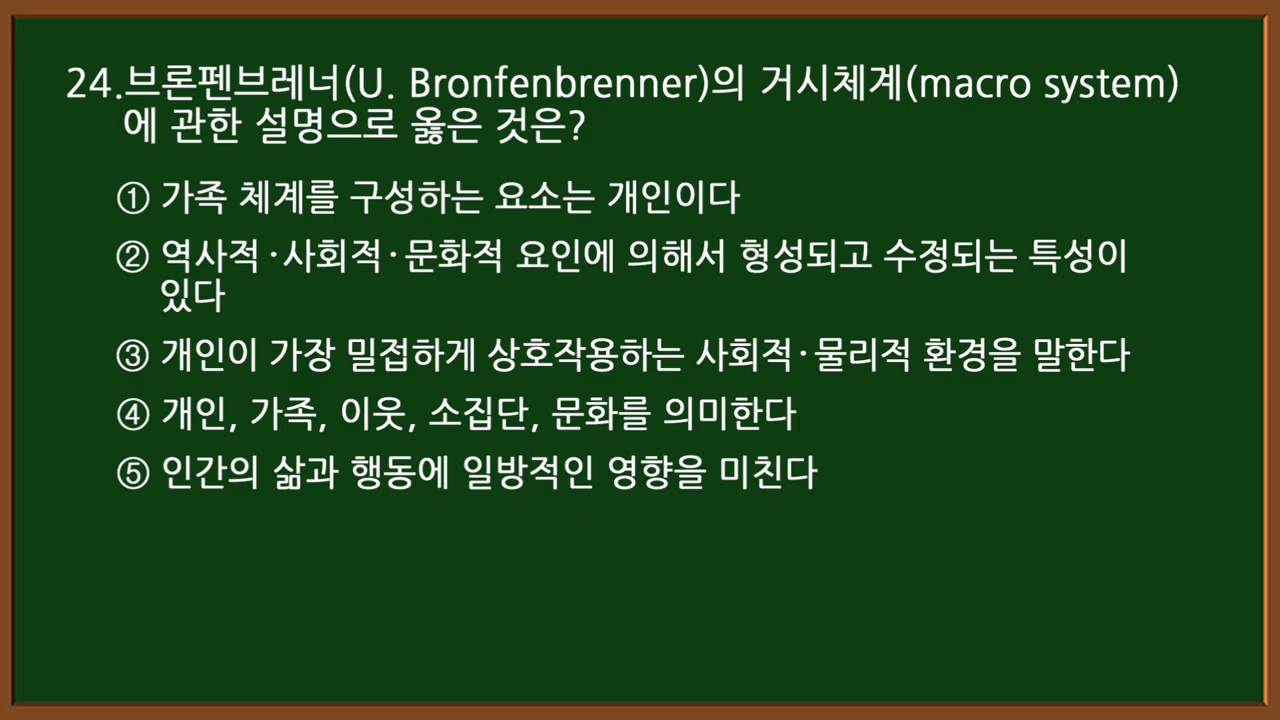 24.브론펜브레너(U. Bronfenbrenner)의 거시체계(macro system)
에 관한 설명으로 옳은 것은?
① 가족 체계를 구성하는 요소는 개인이다
② 역사적·사회적·문화적 요인에 의해서 형성되고 수정되는 특성이
있다
③ 개인이 가장 밀접하게 상호작용하는 사회적·물리적 환경을 말한다
④ 개인, 가족, 이웃, 소집단, 문화를 의미한다
⑤ 인간의 삶과 행동에 일방적인 영향을 미친다